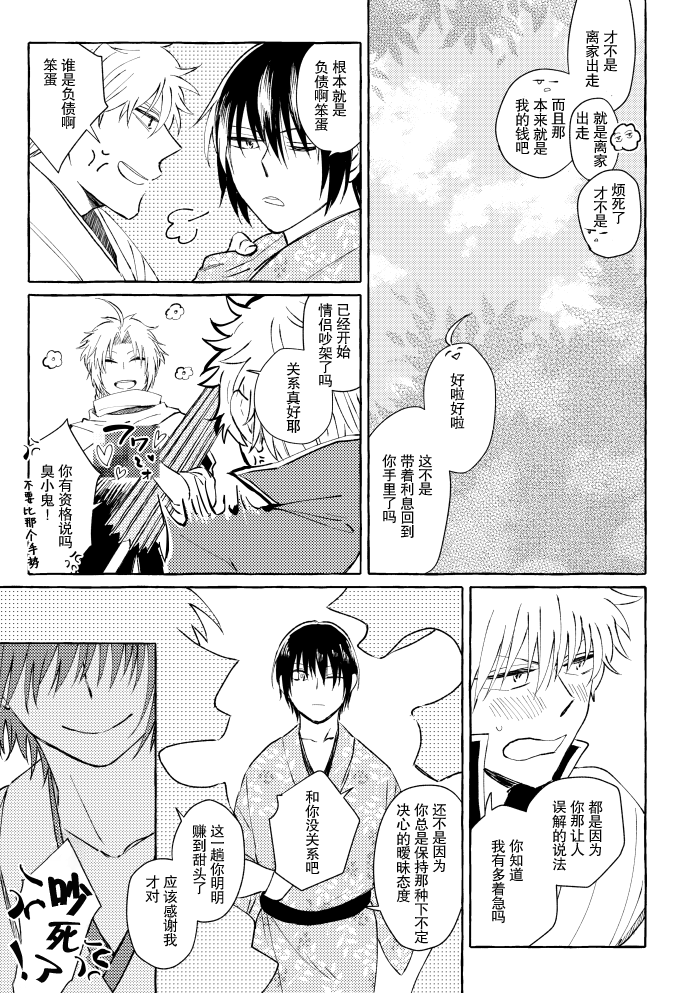 才不是
离家出走
而且那
本来就是
我的钱吧
就是离家
出走
烦死了
才不是
好啦好啦
这不是
带着利息回到
你手里了吗
根本就是
负债啊笨蛋
谁是负债啊
笨蛋
已经开始
情侣吵架了吗
关系真好耶
フワ
你有资格说吗
臭小鬼！
不要比那个手势
都是因为
你那让人
误解的说法
你知道
我有多着急吗
还不是因为
你总是保持那种下不定
决心的暧昧态度
和你没关系吧
这一趟你明明
赚到甜头了
应该感谢我
才对
吵死了！